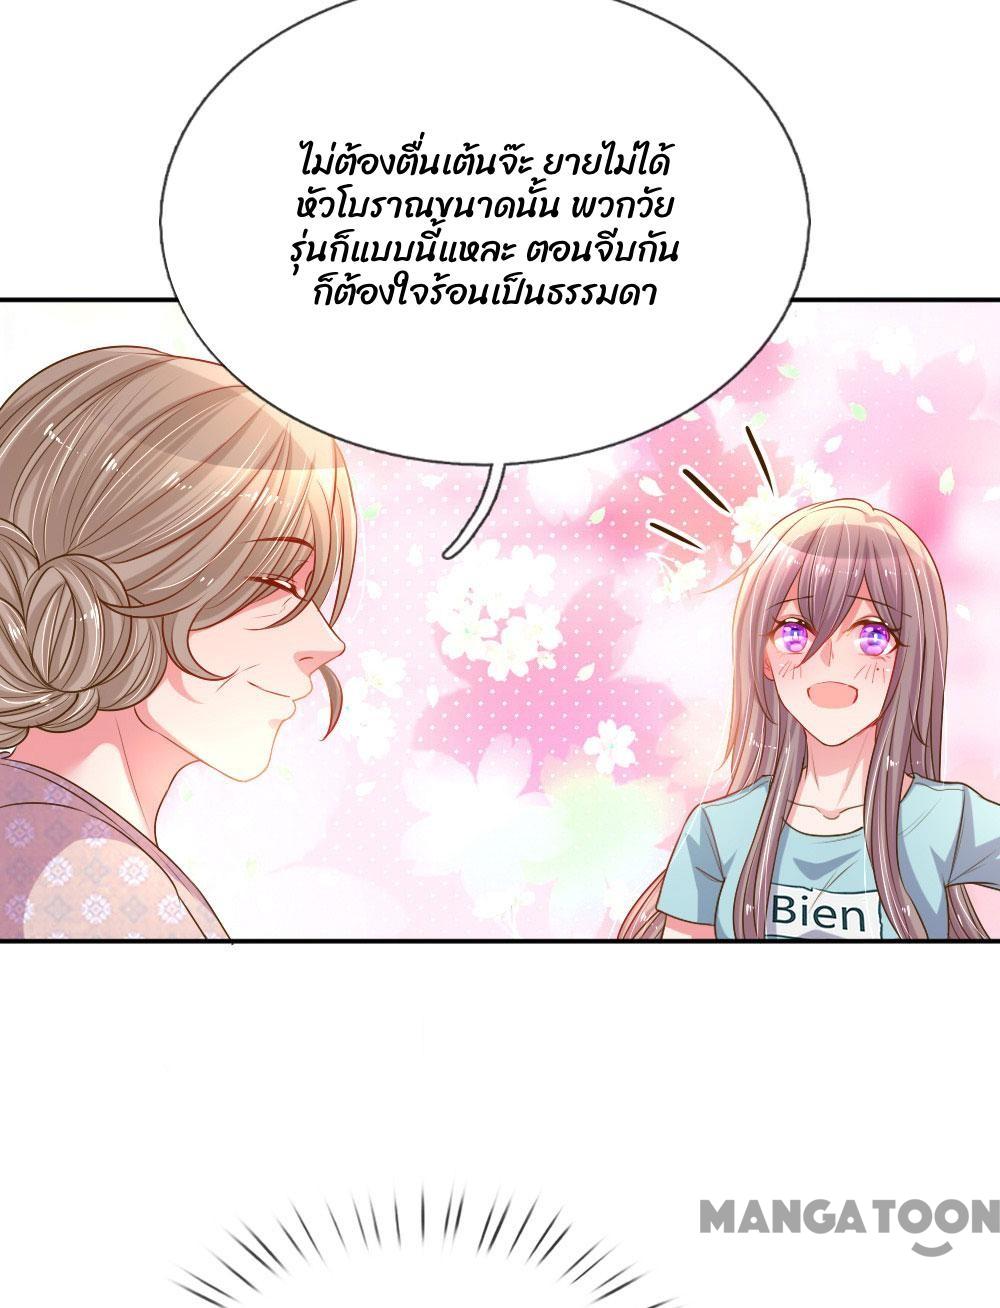 ไม่ต้องตื่นเต้นจ๊ะ ยายไม่ได้
หัวโบราณขนาดนั้น พวกวัย
รุ่นก็แบบนี้แหละ ตอนจีบกัน
ก็ต้องใจร้อนเป็นธรรมดา
Bien
MANGATOON